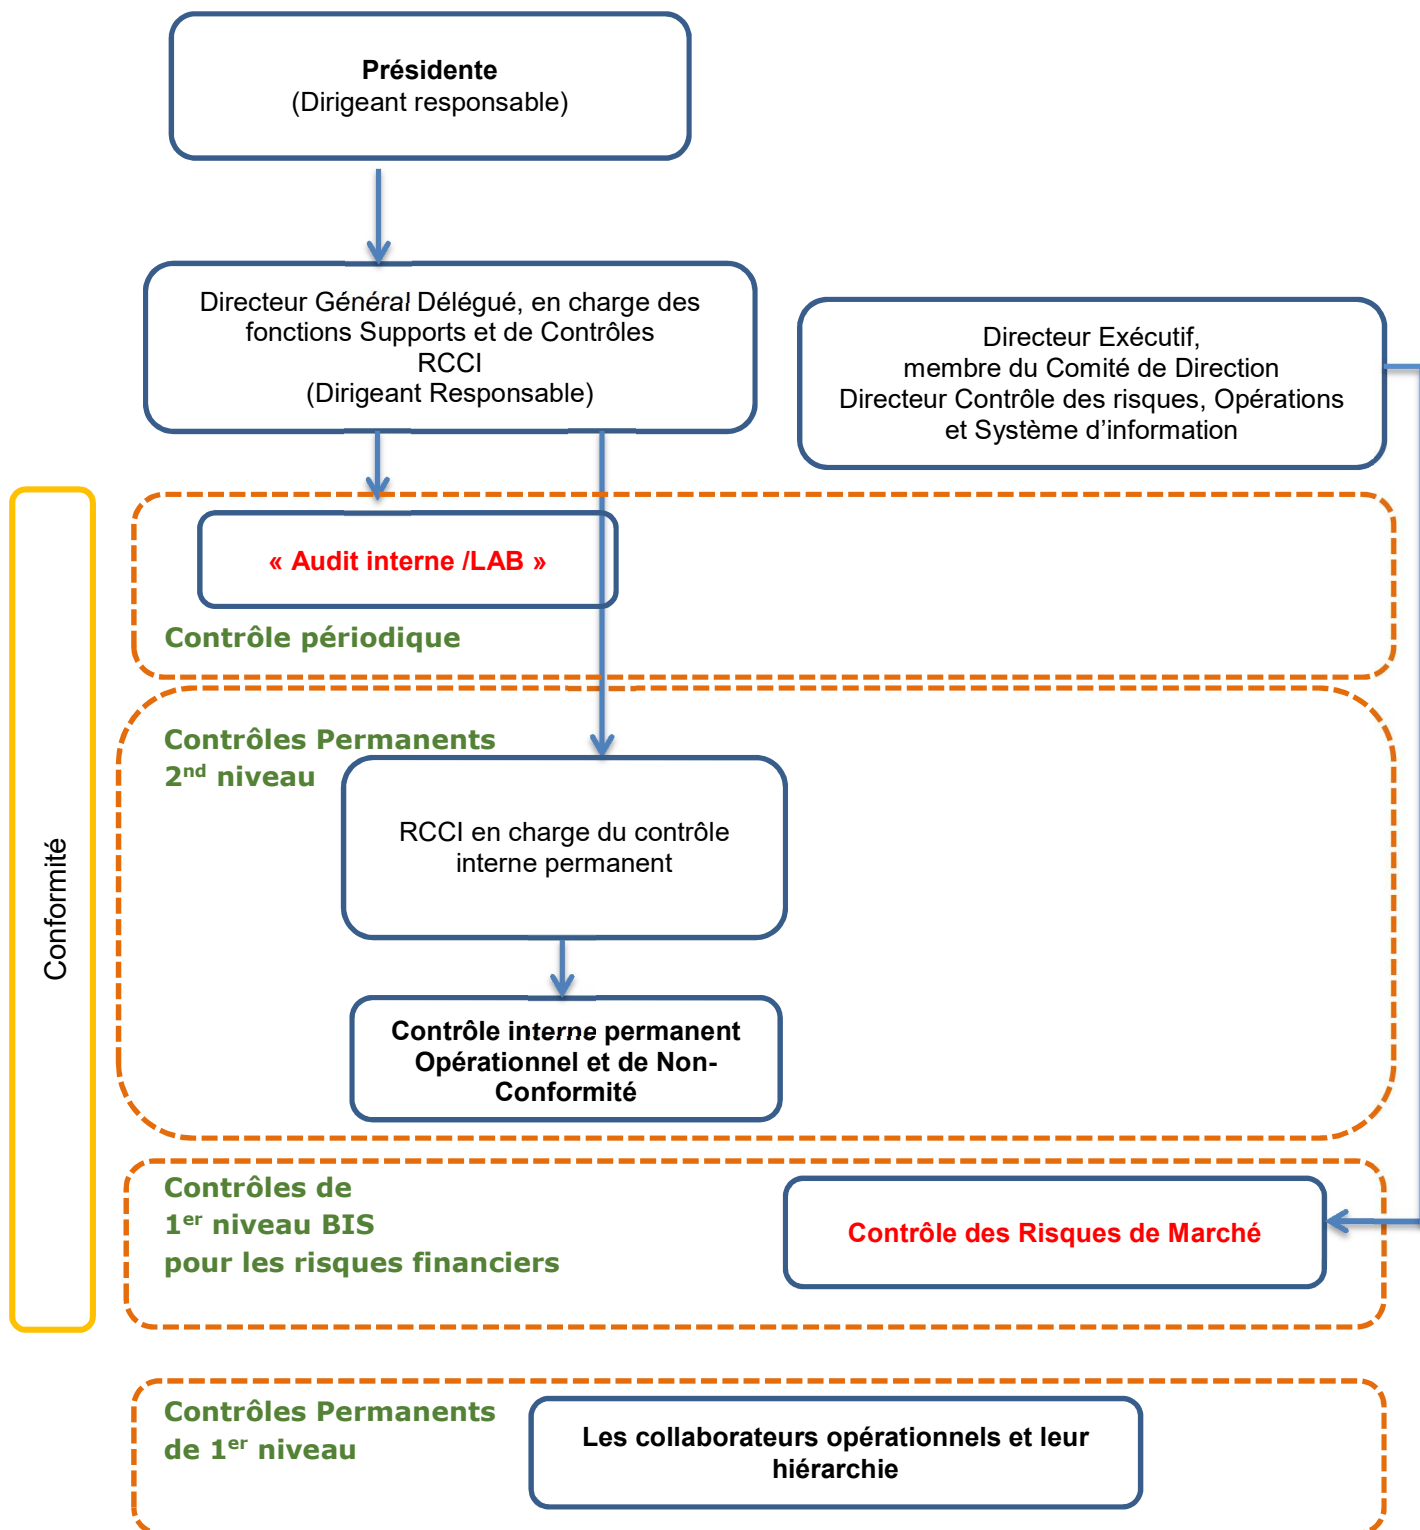 Présidente
(Dirigeant responsable)
Directeur Général Délégué, en charge des
fonctions Supports et de Contrôles
RCCI
(Dirigeant Responsable)
Directeur Exécutif,
membre du Comité de Direction
Directeur Contrôle des risques, Opérations
et Système d’information
Conformité
« Audit interne /LAB »
Contrôle périodique
Contrôles Permanents
2nd niveau
RCCI en charge du contrôle
interne permanent
Contrôle interne permanent
Opérationnel et de Non-
Conformité
Contrôles de
1er niveau BIS
pour les risques financiers
Contrôle des Risques de Marché
Contrôles Permanents
de 1er niveau
Les collaborateurs opérationnels et leur
hiérarchie